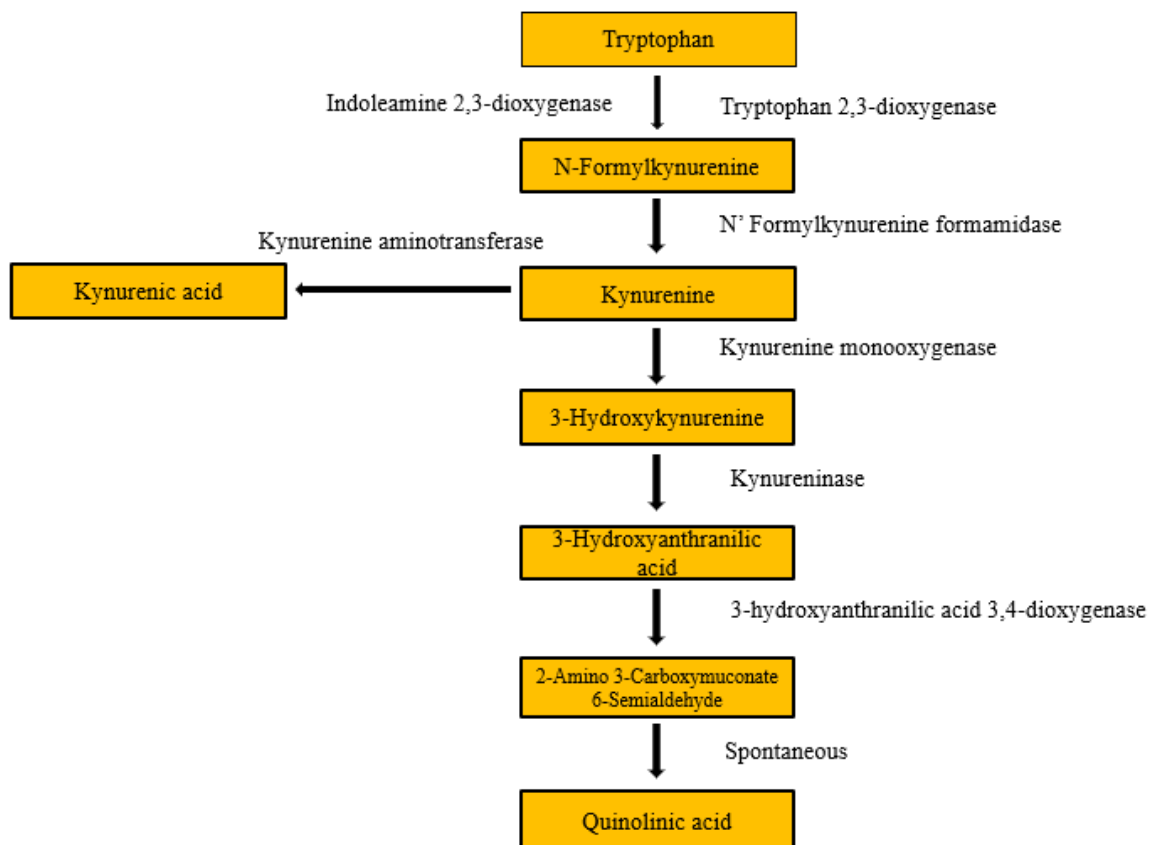 Tryptophan
Indoleamine 2,3-dioxygenase
Tryptophan 2,3-dioxygenase
N-Formylkynurenine
N’ Formylkynurenine formamidase
Kynurenine aminotransferase
Kynurenic acid
Kynurenine
Kynurenine monooxygenase
3-Hydroxykynurenine
Kynureninase
3-Hydroxyanthranilic
acid
3-hydroxyanthranilic acid 3,4-dioxygenase
2-Amino 3-Carboxymuconate
6-Semialdehyde
Spontaneous
Quinolinic acid